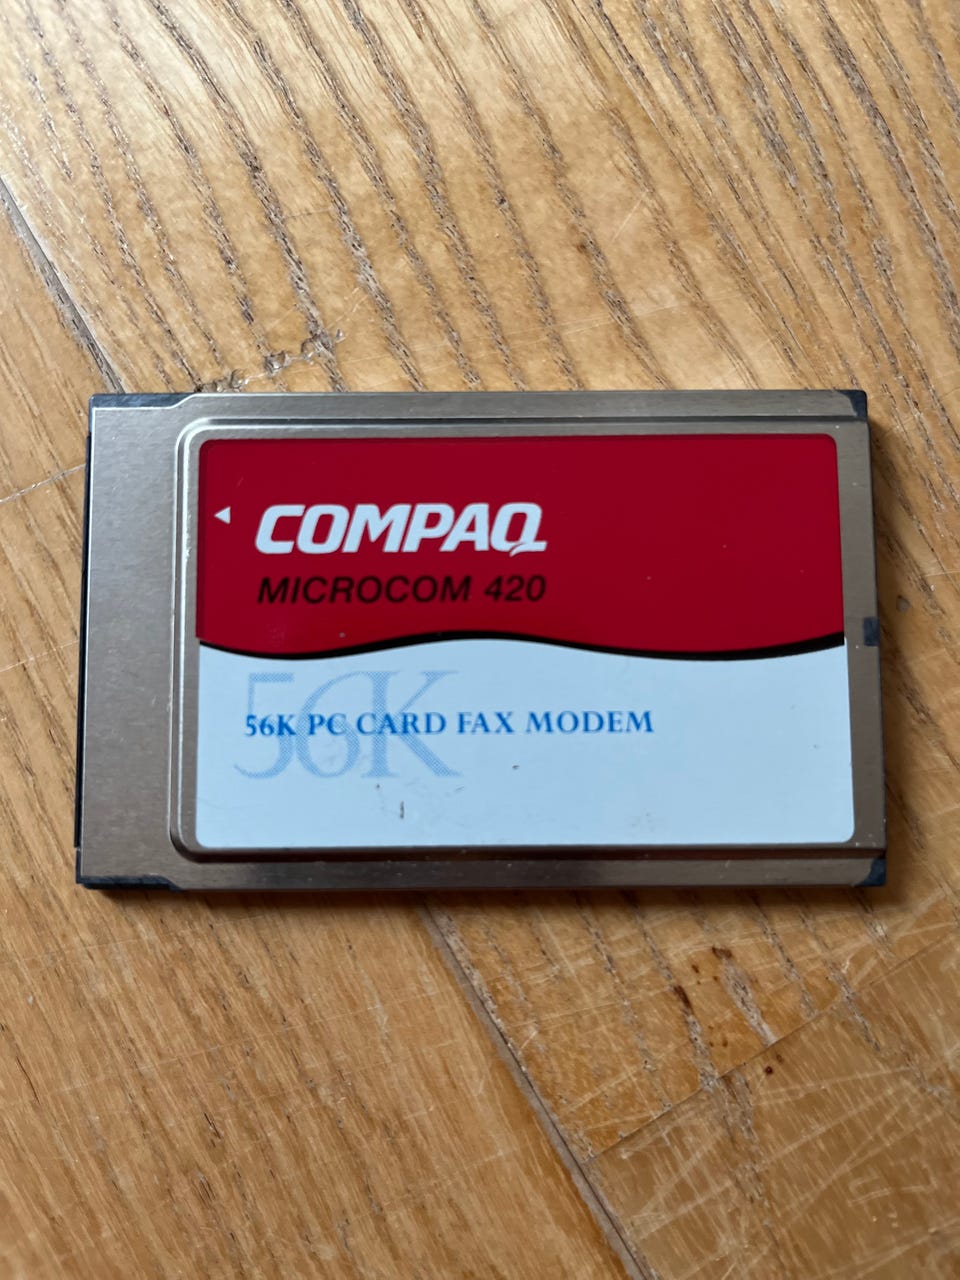 COMPAQ
MICROCOM 420
56K
56K PC CARD FAX MODEM